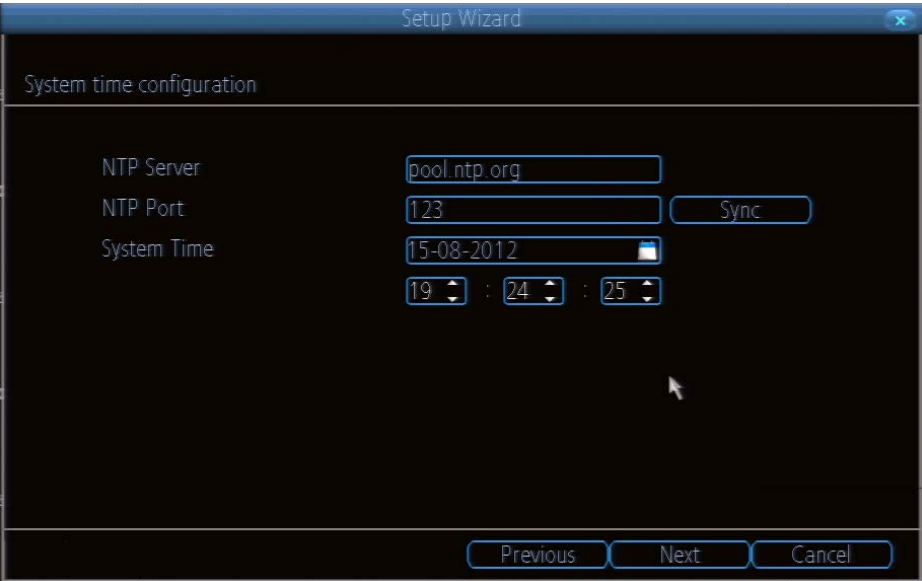 Setup Wizard
System time configuration
NTP Server pool.ntp.org
NTP Port 123 Sync
System Time 15-08-2012
19 : 24 : 25
Previous Next Cancel